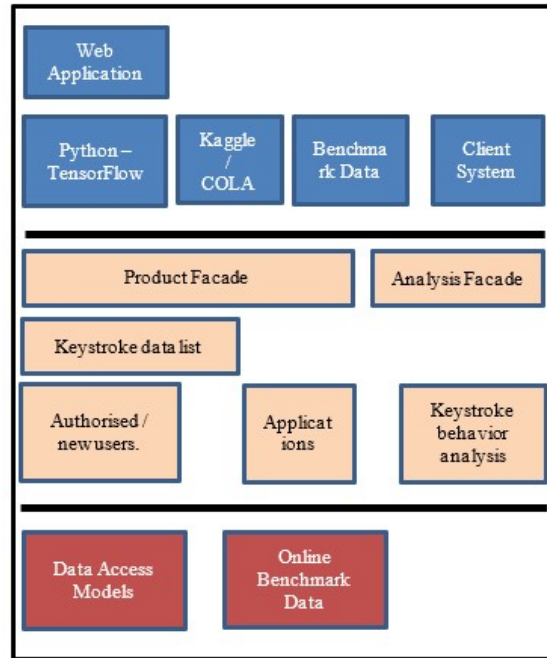 Web
Application
Python –
TensorFlow
Kaggle
/
COLA
Benchma
rk Data
Client
System
Product Facade
Analysis Facade
Keystroke data list
Authorised /
new users.
Applicat
ions
Keystroke
behavior
analysis
Data Access
Models
Online
Benchmark
Data